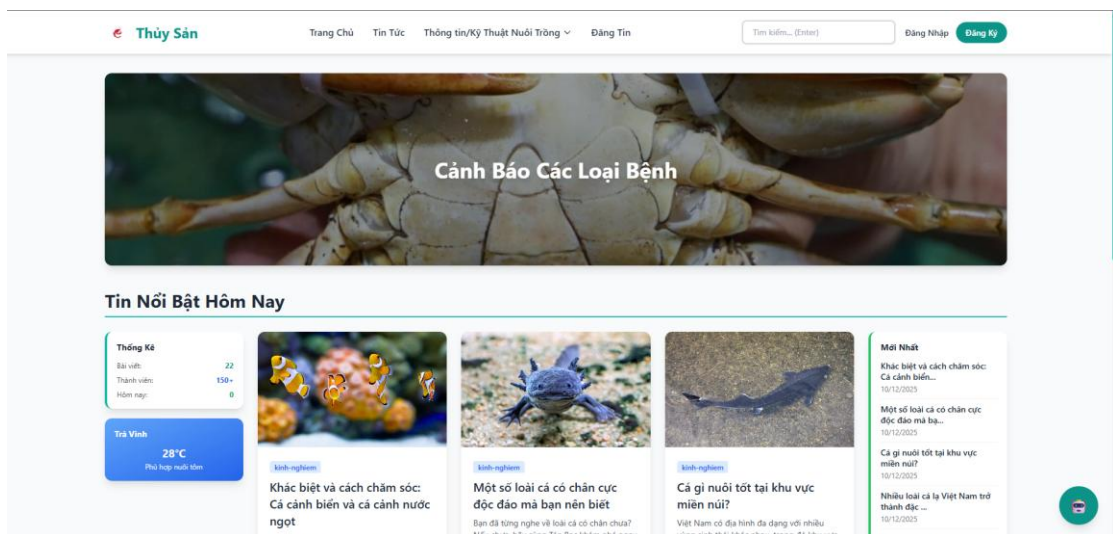 Thủy Sản
Trang Chủ Tin Tức Thông tin/Kỹ Thuật Nuôi Trồng Đăng Tin
Tìm kiếm... (Enter)
Đăng Nhập Đăng Ký
Cảnh Báo Các Loại Bệnh
Tin Nổi Bật Hôm Nay
Thống Kê
Bài viết: 22
Thành viên: 150+
Hôm nay: 0
Trà Vinh
28°C
Phù hợp nuôi tôm
kinh-nghiem
Khác biệt và cách chăm sóc:
Cá cảnh biển và cá cảnh nước
ngọt
kinh-nghiem
Một số loài cá có chân cực
độc đáo mà bạn nên biết
Bạn đã từng nghe về loài cá có chân chưa?
kinh-nghiem
Cá gì nuôi tốt tại khu vực
miền núi?
Việt Nam có địa hình đa dạng với nhiều
Mới Nhất
Khác biệt và cách chăm sóc:
Cá cảnh biển...
10/12/2025
Một số loài cá có chân cực
độc đáo mà bạ...
10/12/2025
Cá gì nuôi tốt tại khu vực
miền núi?
10/12/2025
Nhiều loài cá lạ Việt Nam trở
thành đặc ...
10/12/2025